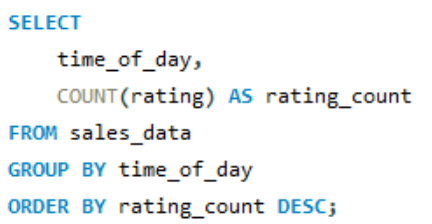 SELECT
    time_of_day,
    COUNT(rating) AS rating_count
FROM sales_data
GROUP BY time_of_day
ORDER BY rating_count DESC;